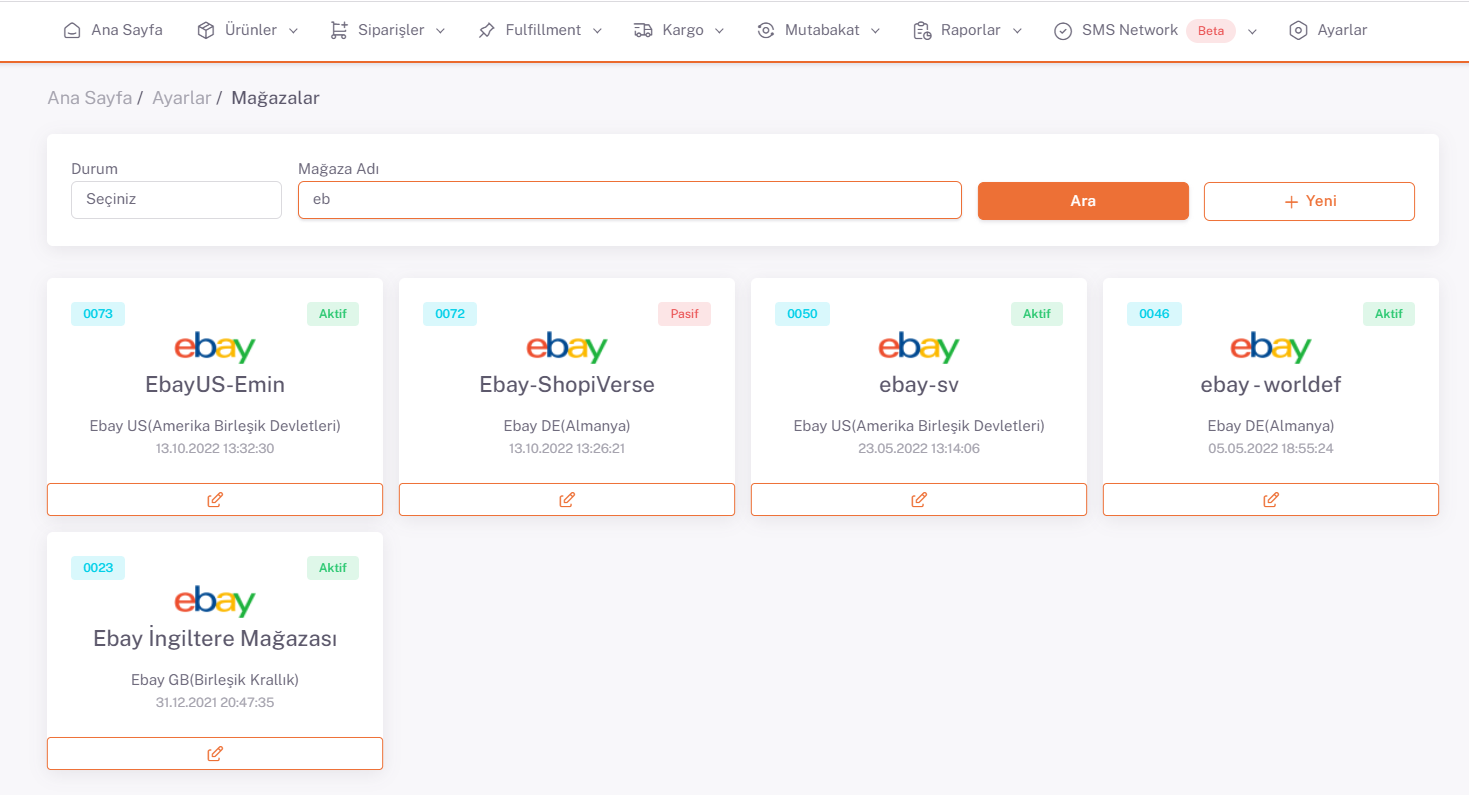 Ana Sayfa Ürünler Siparişler Fulfillment Kargo Mutabakat Raporlar SMS Network Beta Ayarlar
Ana Sayfa / Ayarlar / Mağazalar
Durum Mağaza Adı
Seçiniz eb Ara + Yeni
0073 Aktif
ebay
EbayUS-Emin
Ebay US(Amerika Birleşik Devletleri)
13.10.2022 13:32:30
0072 Pasif
ebay
Ebay-ShopiVerse
Ebay DE(Almanya)
13.10.2022 13:26:21
0050 Aktif
ebay
ebay-sv
Ebay US(Amerika Birleşik Devletleri)
23.05.2022 13:14:06
0046 Aktif
ebay
ebay - worldef
Ebay DE(Almanya)
05.05.2022 18:55:24
0023 Aktif
ebay
Ebay İngiltere Mağazası
Ebay GB(Birleşik Krallık)
31.12.2021 20:47:35